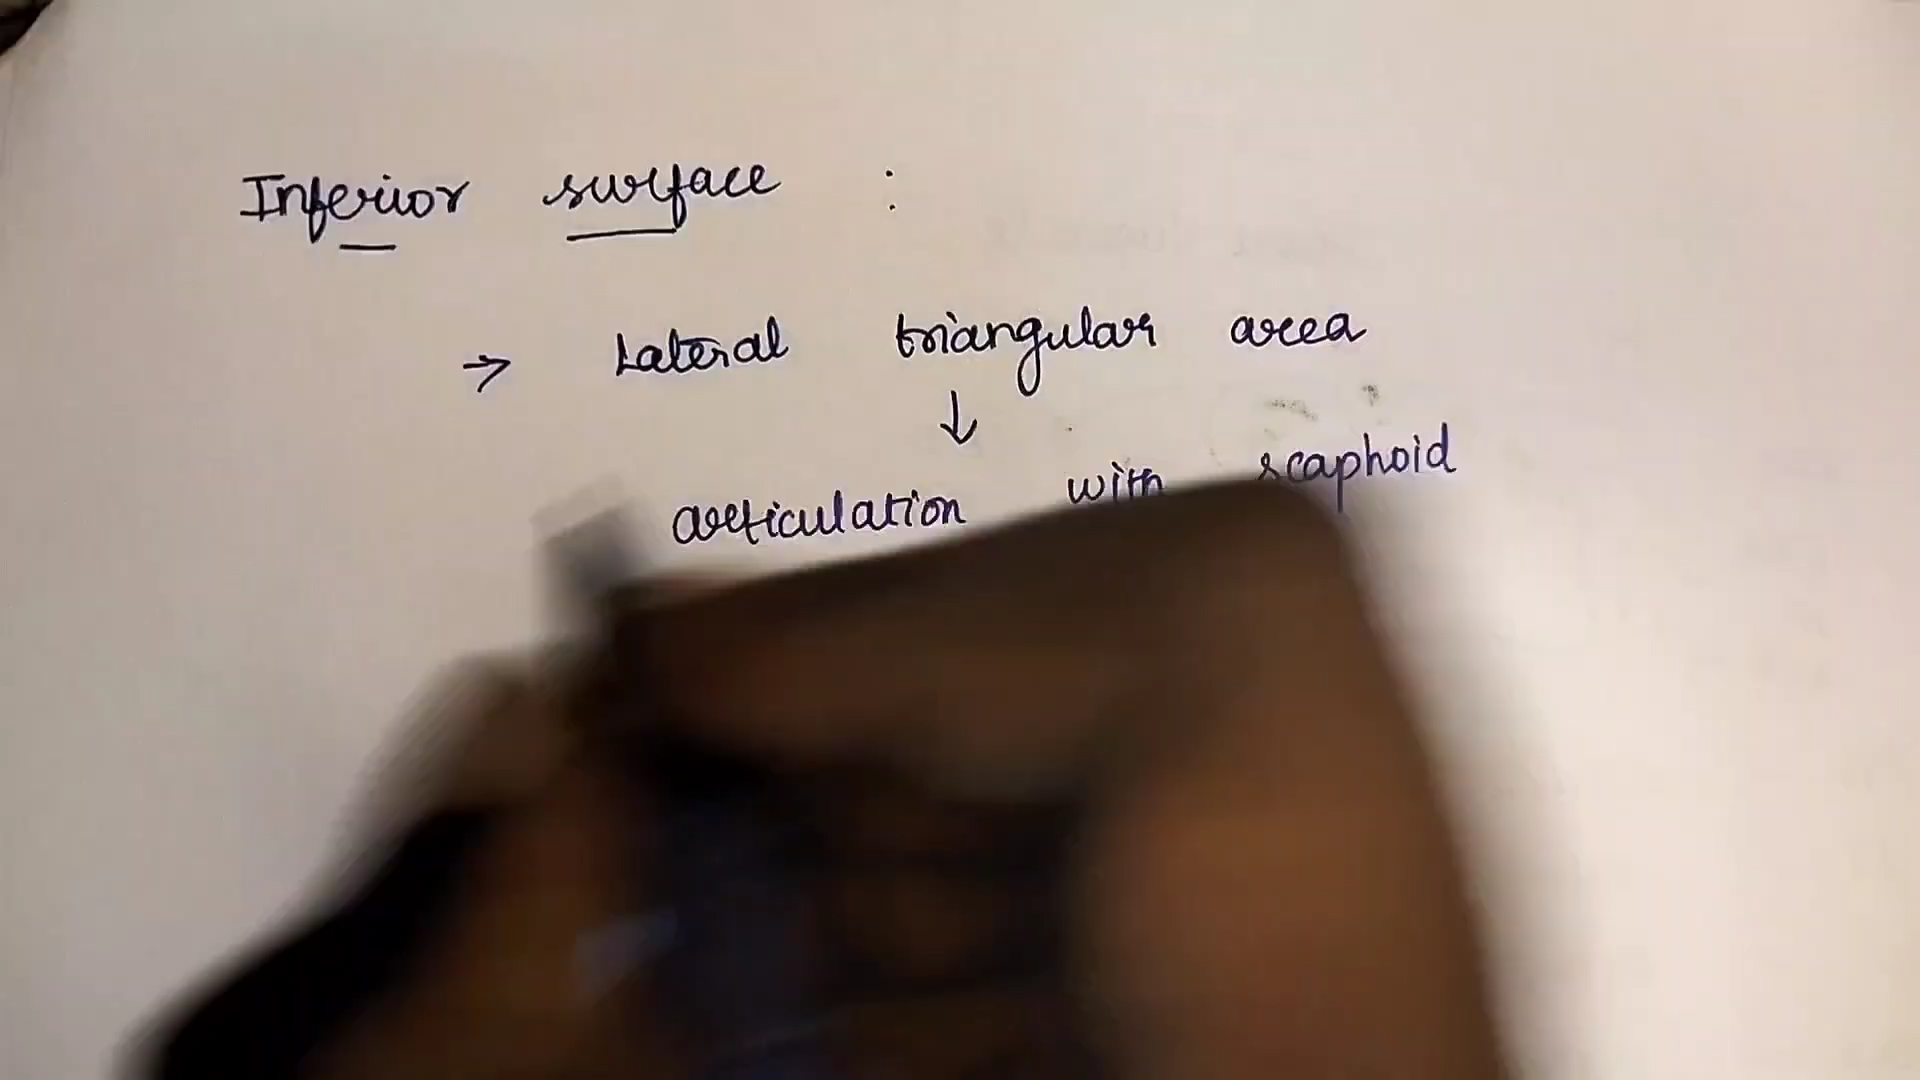 Inferior surface :
→ Lateral triangular area
↓
articulation with scaphoid